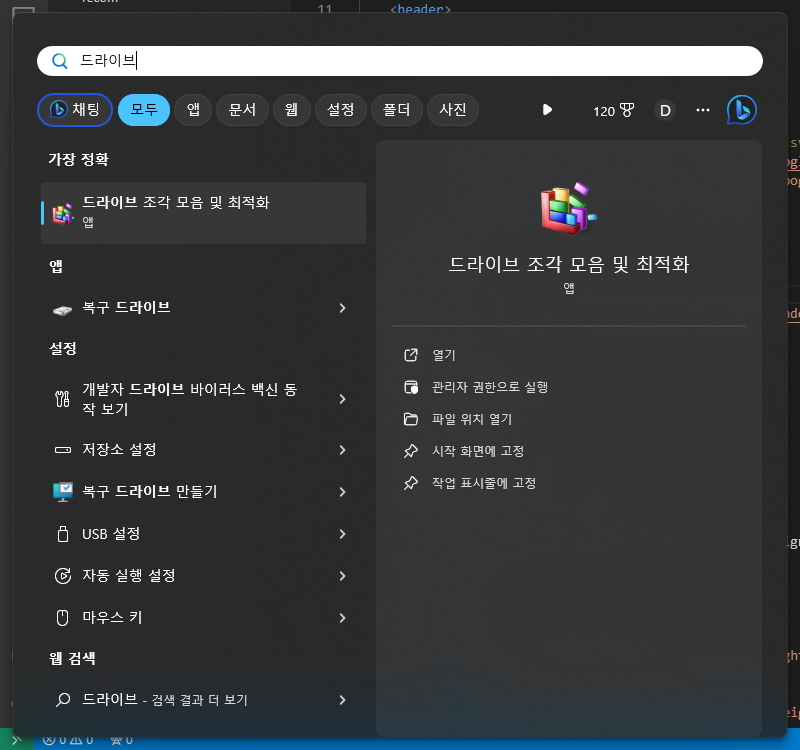 11 <header>
드라이브
채팅 모두 앱 문서 웹 설정 폴더 사진 120 D ...
가장 정확
드라이브 조각 모음 및 최적화
앱
앱
복구 드라이브
설정
개발자 드라이브 바이러스 백신 동
작 보기
저장소 설정
복구 드라이브 만들기
USB 설정
자동 실행 설정
마우스 키
웹 검색
드라이브 - 검색 결과 더 보기
드라이브 조각 모음 및 최적화
앱
열기
관리자 권한으로 실행
파일 위치 열기
시작 화면에 고정
작업 표시줄에 고정
0 0 0